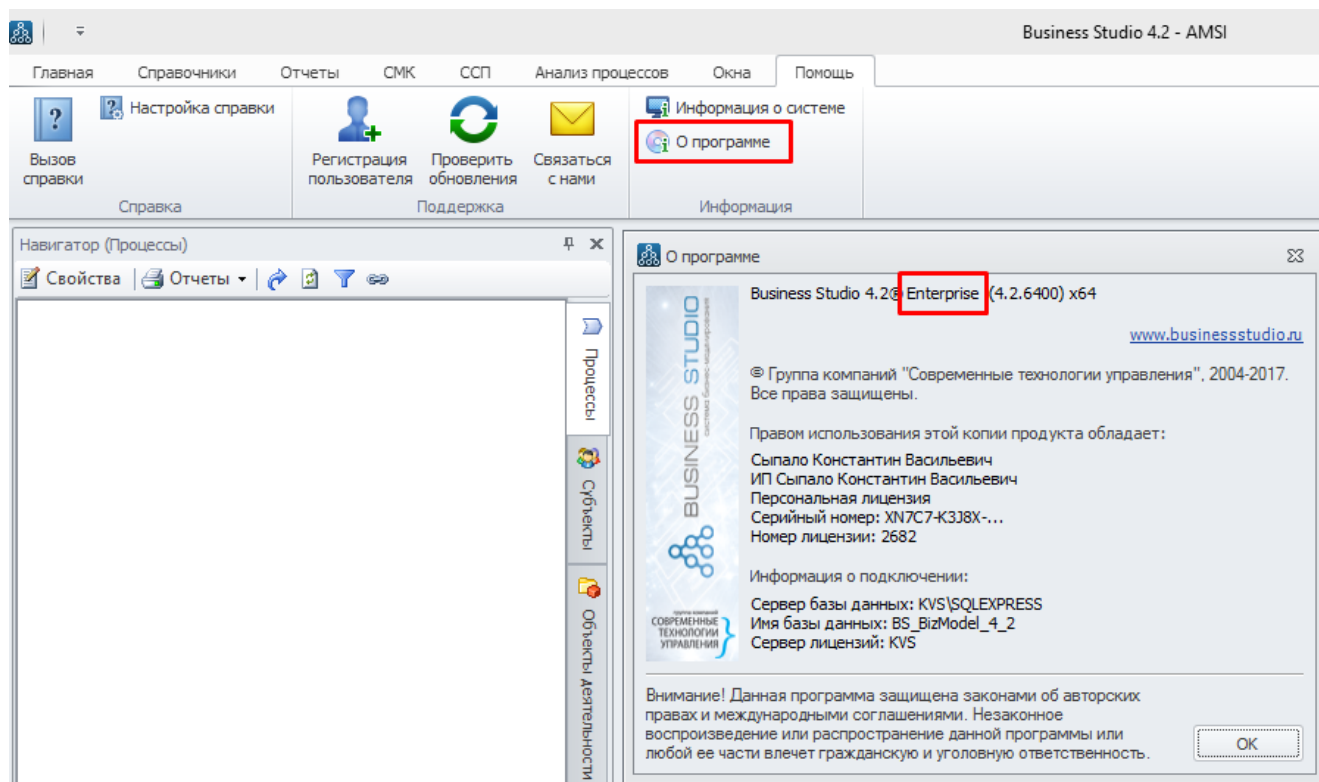 Business Studio 4.2 - AMSI
Главная Справочники Отчеты СМК ССП Анализ процессов Окна Помощь
Настройка справки
Информация о системе
О программе
Вызов справки
Регистрация пользователя
Проверить обновления
Связаться с нами
Справка Поддержка Информация
Навигатор (Процессы)
Свойства Отчеты
Процессы
Субъекты
Объекты деятельности
О программе
Business Studio 4.2® Enterprise (4.2.6400) x64
www.businessstudio.ru
© Группа компаний "Современные технологии управления", 2004-2017.
Все права защищены.
Правом использования этой копии продукта обладает:
Сыпало Константин Васильевич
ИП Сыпало Константин Васильевич
Персональная лицензия
Серийный номер: XN7C7-K3J8X-...
Номер лицензии: 2682
Информация о подключении:
Сервер базы данных: KVS\SQLEXPRESS
Имя базы данных: BS_BizModel_4_2
Сервер лицензий: KVS
BUSINESS STUDIO
система бизнес-моделирования
группа компаний
СОВРЕМЕННЫЕ
ТЕХНОЛОГИИ
УПРАВЛЕНИЯ
Внимание! Данная программа защищена законами об авторских
правах и международными соглашениями. Незаконное
воспроизведение или распространение данной программы или
любой ее части влечет гражданскую и уголовную ответственность.
OK